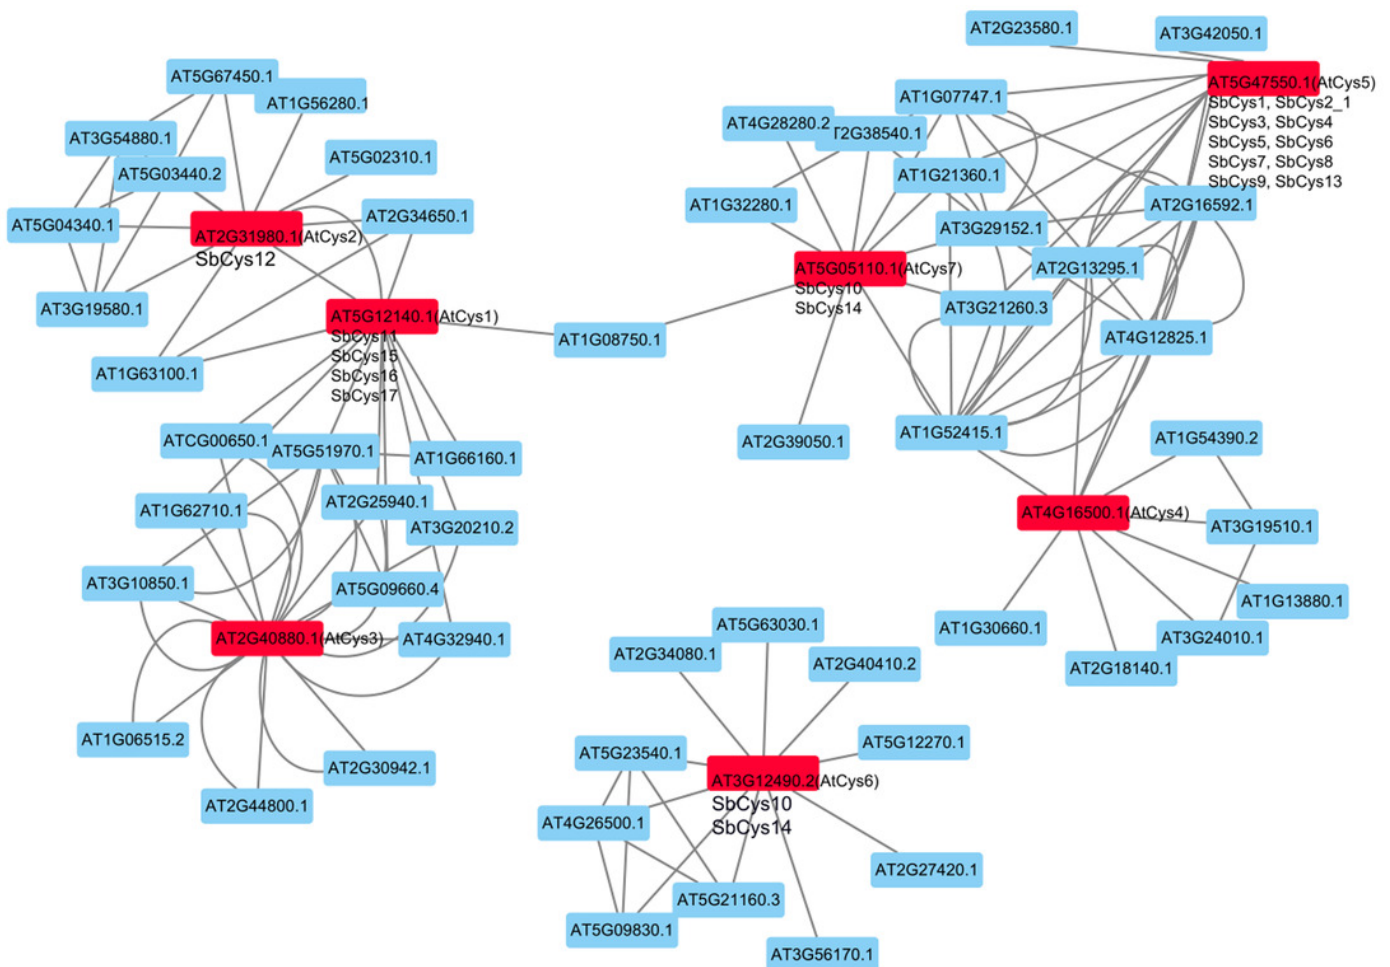 AT2G23580.1
AT3G42050.1
AT5G67450.1
AT1G56280.1
AT5G47550.1(AtCys5)
SbCys1, SbCys2_1
SbCys3, SbCys4
SbCys5, SbCys6
SbCys7, SbCys8
SbCys9, SbCys13
AT1G07747.1
AT4G28280.2
T2G38540.1
AT3G54880.1
AT5G02310.1
AT5G03440.2
AT1G21360.1
AT1G32280.1
AT2G16592.1
AT5G04340.1
AT2G34650.1
AT2G31980.1(AtCys2)
SbCys12
AT3G29152.1
AT2G13295.1
AT5G05110.1(AtCys7)
SbCys10
SbCys14
AT3G19580.1
AT5G12140.1(AtCys1)
SbCys11
SbCys15
SbCys16
SbCys17
AT3G21260.3
AT1G08750.1
AT4G12825.1
AT1G63100.1
AT1G52415.1
AT2G39050.1
AT1G54390.2
ATCG00650.1
AT5G51970.1
AT1G66160.1
AT2G25940.1
AT1G62710.1
AT3G20210.2
AT4G16500.1(AtCys4)
AT3G19510.1
AT3G10850.1
AT5G09660.4
AT1G13880.1
AT2G40880.1(AtCys3)
AT4G32940.1
AT5G63030.1
AT1G30660.1
AT3G24010.1
AT2G34080.1
AT2G40410.2
AT2G18140.1
AT1G06515.2
AT5G12270.1
AT5G23540.1
AT2G30942.1
AT3G12490.2(AtCys6)
SbCys10
SbCys14
AT2G44800.1
AT4G26500.1
AT2G27420.1
AT5G21160.3
AT5G09830.1
AT3G56170.1